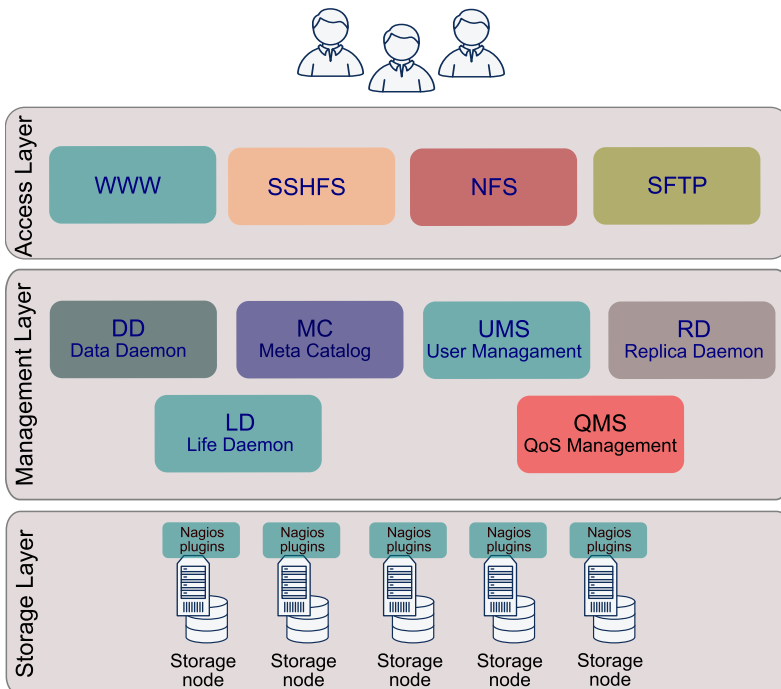 Access Layer
WWW
SSHFS
NFS
SFTP
Management Layer
DD
Data Daemon
MC
Meta Catalog
UMS
User Managament
RD
Replica Daemon
LD
Life Daemon
QMS
QoS Management
Storage Layer
Nagios
plugins
Nagios
plugins
Nagios
plugins
Nagios
plugins
Nagios
plugins
Storage
node
Storage
node
Storage
node
Storage
node
Storage
node